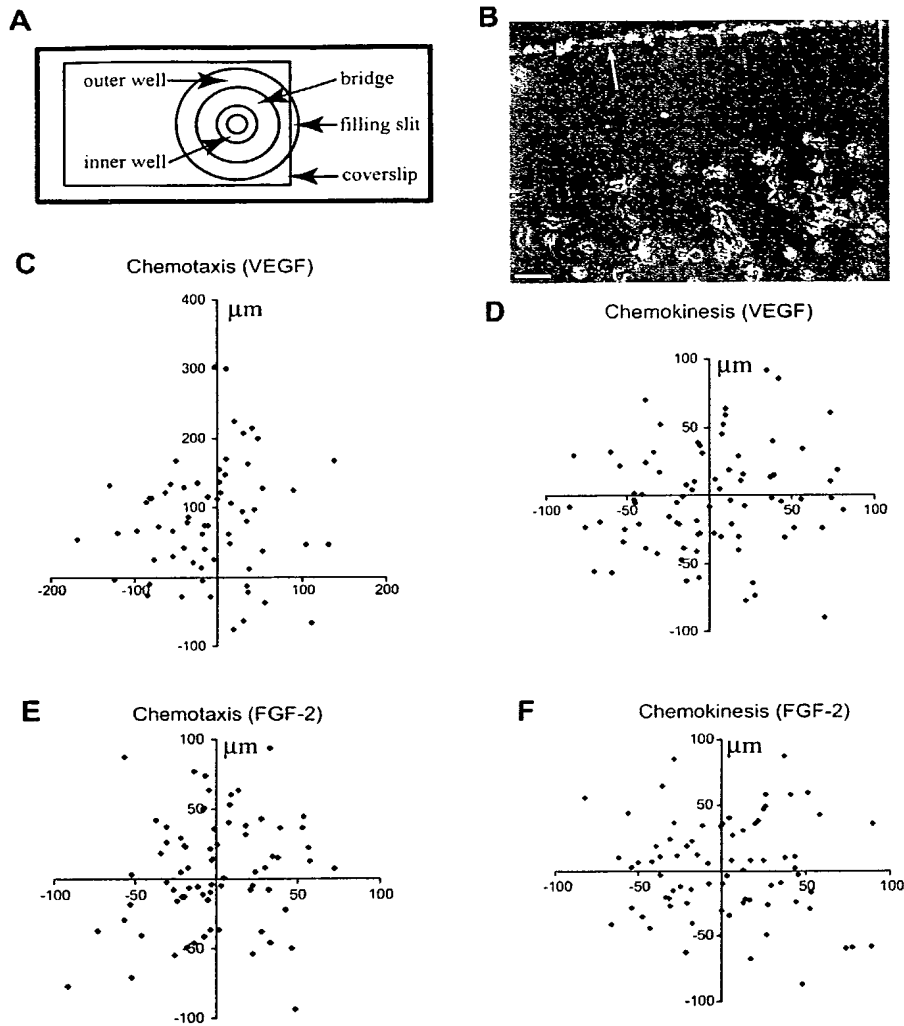 A
outer well
bridge
filling slit
inner well
coverslip
B
C
Chemotaxis (VEGF)
400
μm
300
200
100
-200
-100
100
200
-100
D
Chemokinesis (VEGF)
100
μm
50
-100
-50
50
100
-50
-100
E
Chemotaxis (FGF-2)
100
μm
50
-100
-50
50
100
-50
-100
F
Chemokinesis (FGF-2)
100
μm
50
-100
-50
50
100
-50
-100